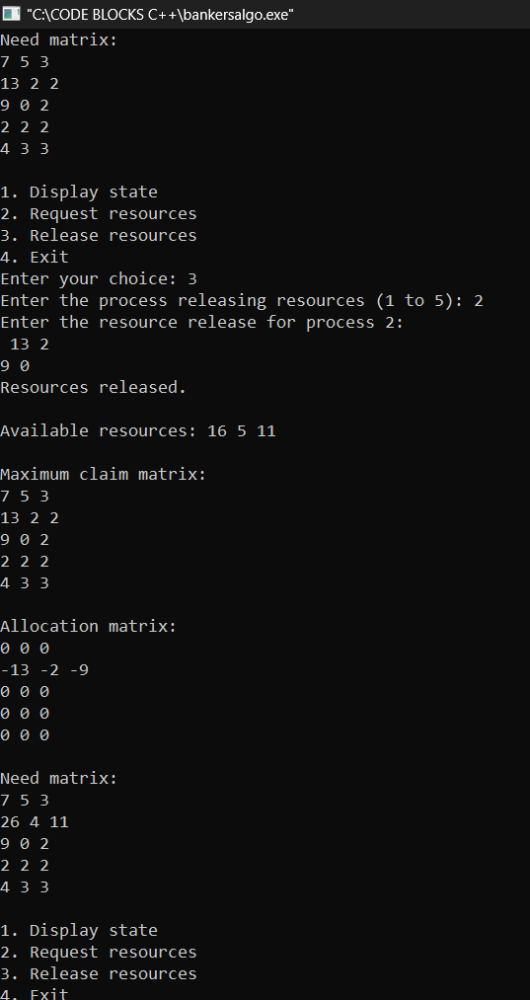 "C:\CODE BLOCKS C++\bankersalgo.exe"
Need matrix:
7 5 3
13 2 2
9 0 2
2 2 2
4 3 3
1. Display state
2. Request resources
3. Release resources
4. Exit
Enter your choice: 3
Enter the process releasing resources (1 to 5): 2
Enter the resource release for process 2:
13 2
9 0
Resources released.
Available resources: 16 5 11
Maximum claim matrix:
7 5 3
13 2 2
9 0 2
2 2 2
4 3 3
Allocation matrix:
0 0 0
-13 -2 -9
0 0 0
0 0 0
0 0 0
Need matrix:
7 5 3
26 4 11
9 0 2
2 2 2
4 3 3
1. Display state
2. Request resources
3. Release resources
4. Exit